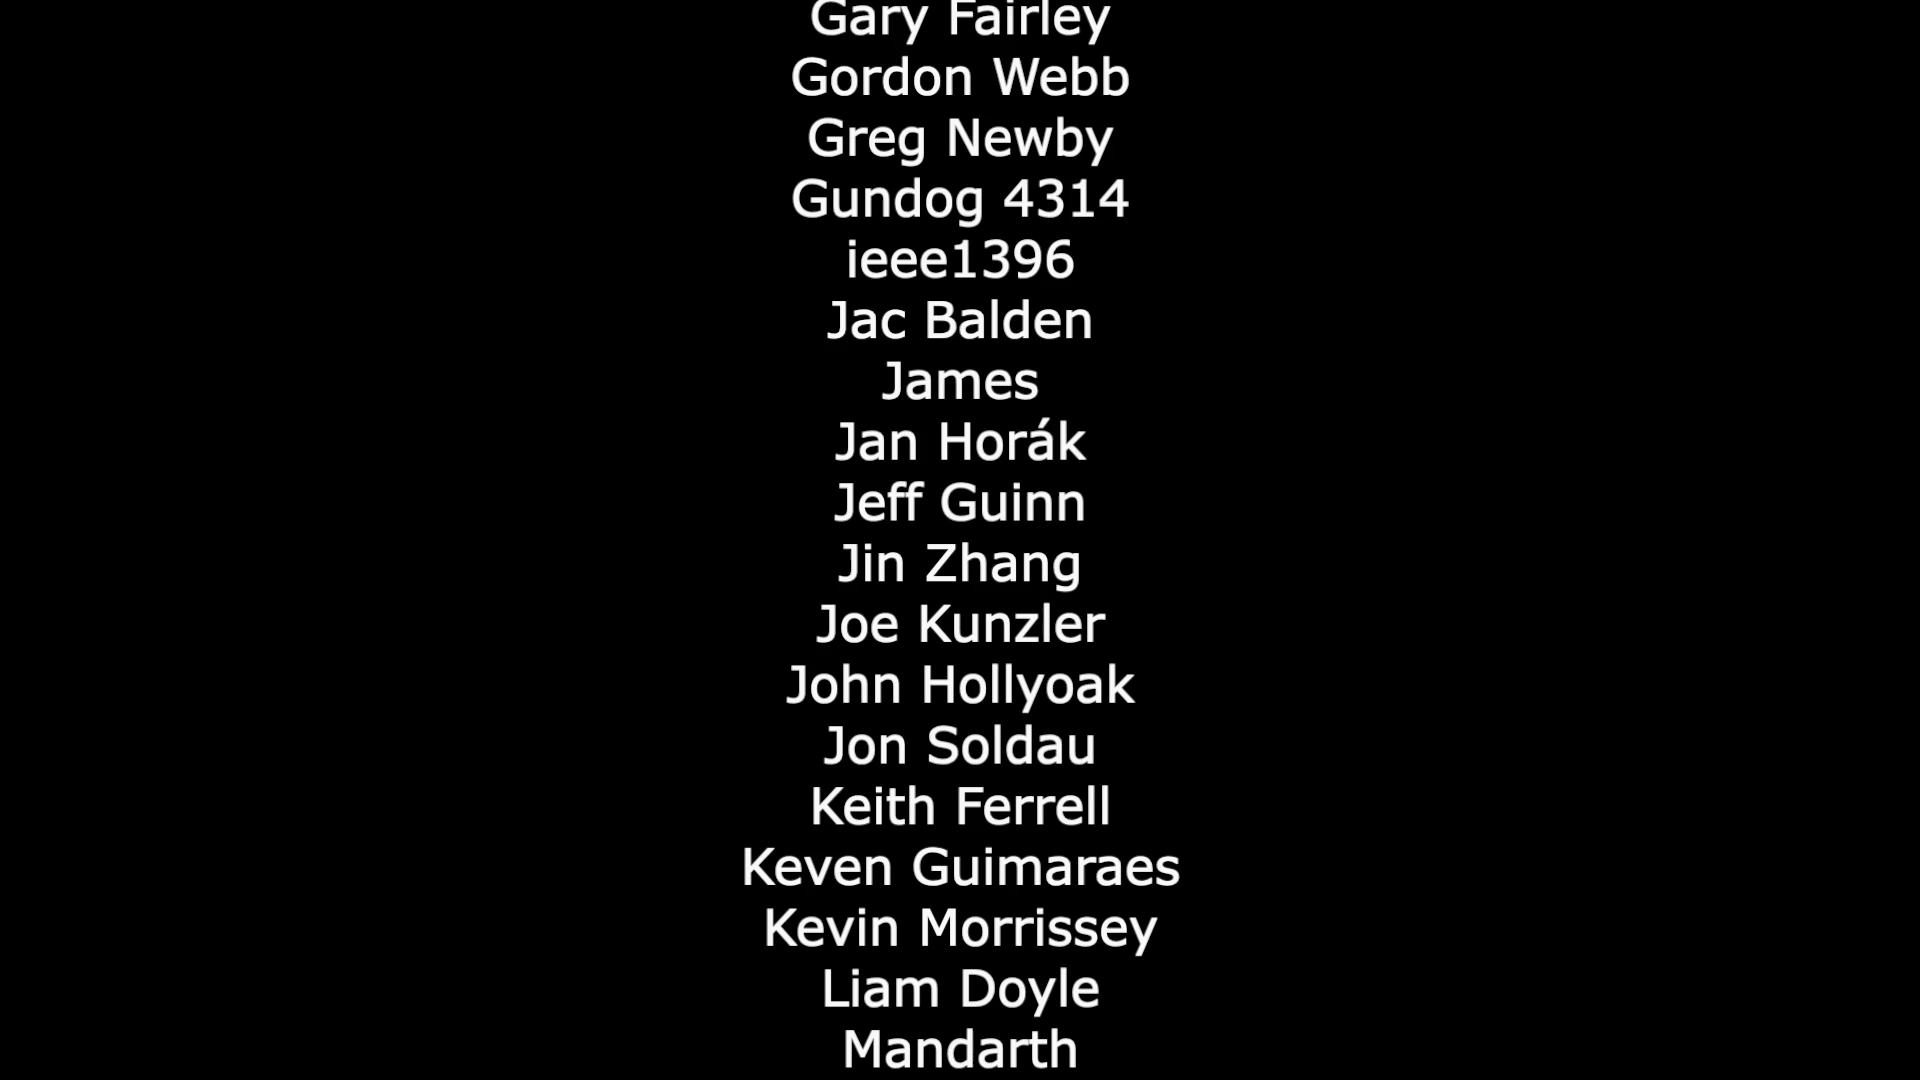 Gary Fairley
Gordon Webb
Greg Newby
Gundog 4314
ieee1396
Jac Balden
James
Jan Horák
Jeff Guinn
Jin Zhang
Joe Kunzler
John Hollyoak
Jon Soldau
Keith Ferrell
Keven Guimaraes
Kevin Morrissey
Liam Doyle
Mandarth